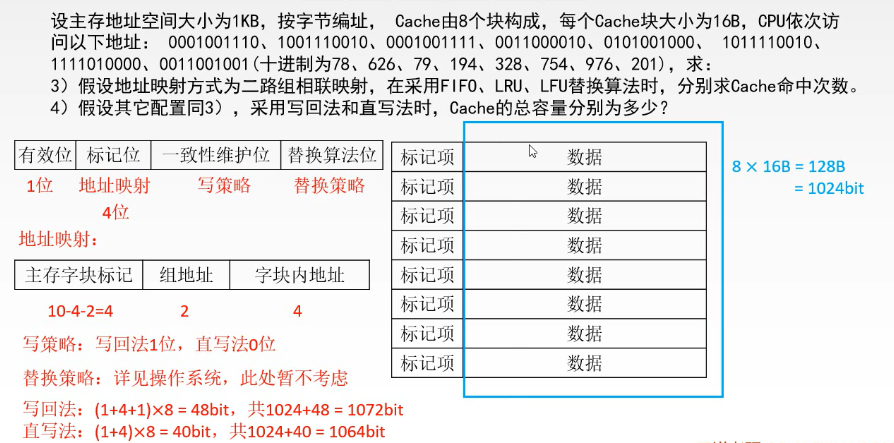 设主存地址空间大小为1KB，按字节编址， Cache由8个块构成，每个Cache块大小为16B，CPU依次访
问以下地址： 0001001110、1001110010、0001001111、0011000010、0101001000、 1011110010、
1111010000、0011001001(十进制为78、626、79、194、328、754、976、201)，求：
3）假设地址映射方式为二路组相联映射，在采用FIFO、LRU、LFU替换算法时，分别求Cache命中次数。
4）假设其它配置同3），采用写回法和直写法时，Cache的总容量分别为多少？
有效位 标记位 一致性维护位 替换算法位
1位 地址映射 写策略 替换策略
4位
地址映射：
主存字块标记 组地址 字块内地址
10-4-2=4 2 4
写策略：写回法1位，直写法0位
替换策略：详见操作系统，此处暂不考虑
写回法：(1+4+1)×8 = 48bit，共1024+48 = 1072bit
直写法：(1+4)×8 = 40bit，共1024+40 = 1064bit
标记项 数据
标记项 数据
标记项 数据
标记项 数据
标记项 数据
标记项 数据
标记项 数据
标记项 数据
8 × 16B = 128B
= 1024bit